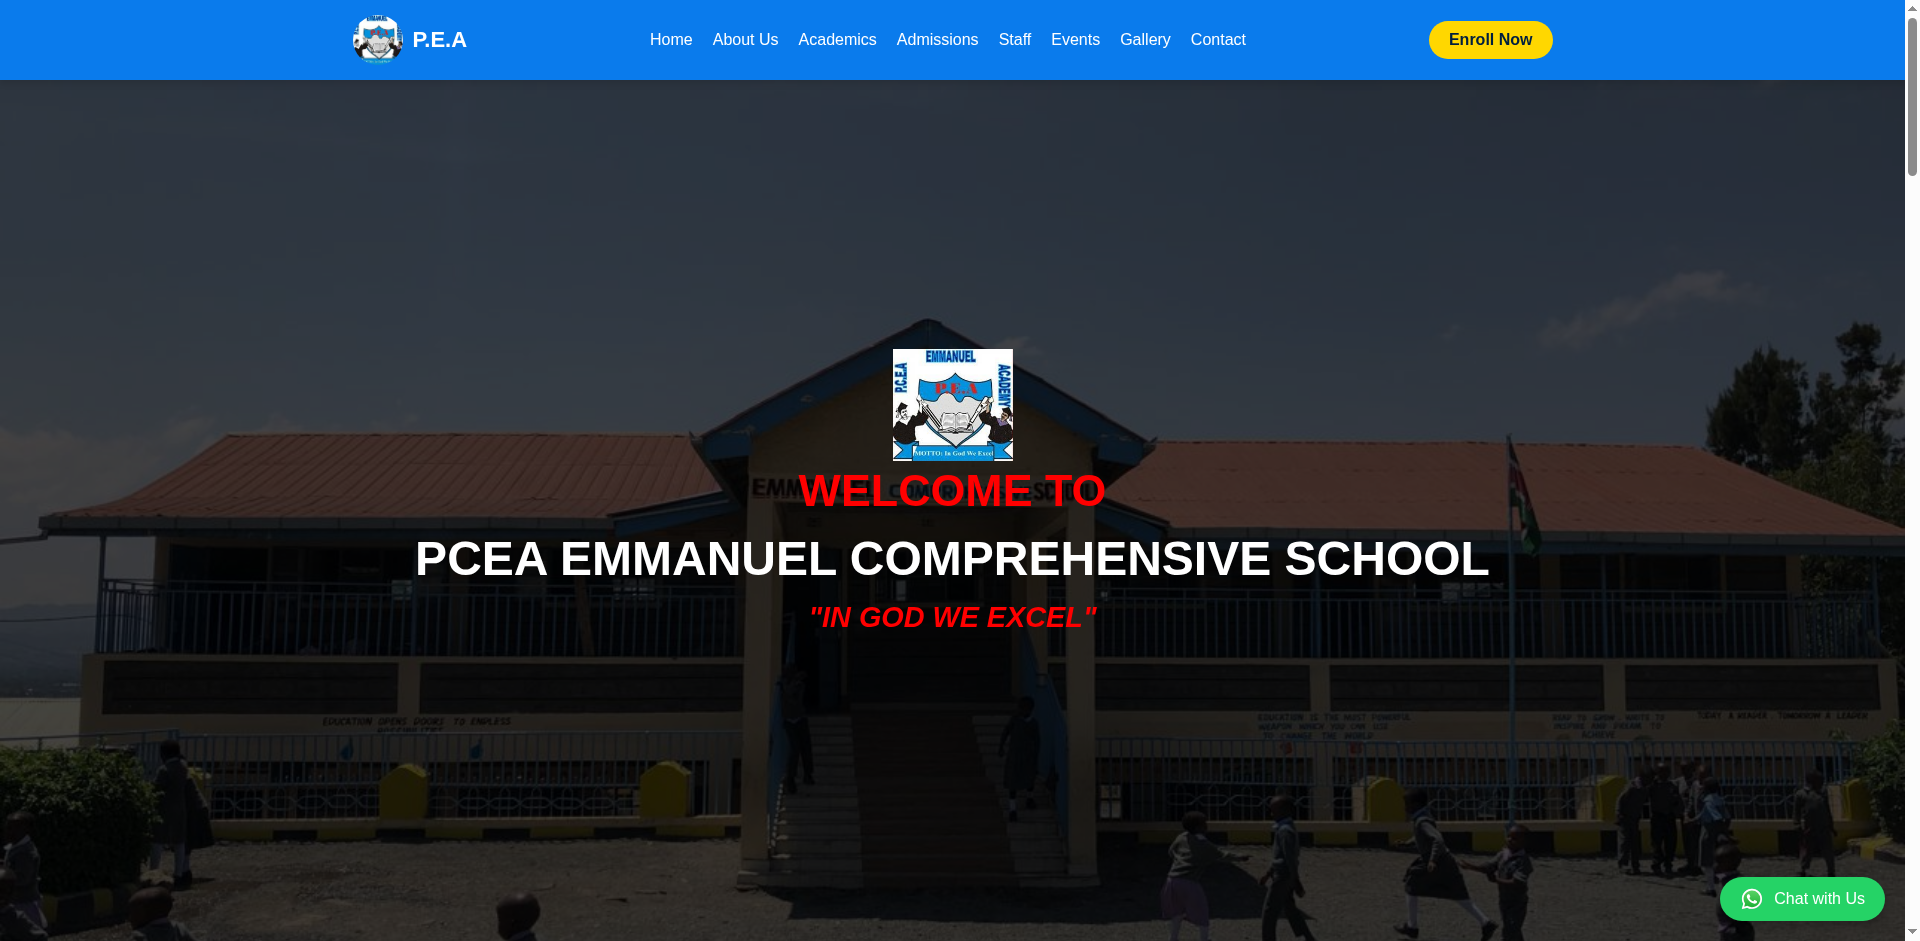 P.E.A
Home
About Us
Academics
Admissions
Staff
Events
Gallery
Contact
Enroll Now
EMMANUEL
P.C.E.A
ACADEMY
P.E.A
MOTTO: In God We Excel
WELCOME TO
PCEA EMMANUEL COMPREHENSIVE SCHOOL
"IN GOD WE EXCEL"
EDUCATION OPENS DOORS TO ENDLESS
POSSIBILITIES
EDUCATION IS THE MOST POWERFUL
WEAPON WHICH YOU CAN USE
TO CHANGE THE WORLD
READ TO GROW . WRITE TO
INSPIRE AND DREAM TO
ACHIEVE
TODAY A READER . TOMORROW A LEADER
Chat with Us